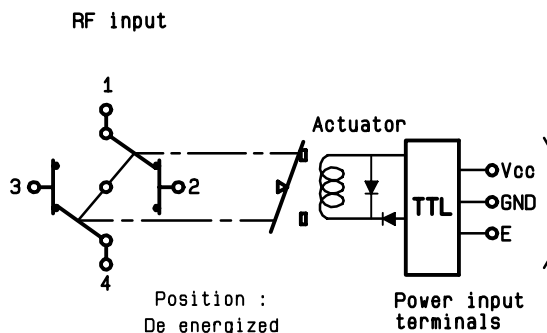 RF input
1
Actuator
3
2
TTL
Vcc
GND
E
4
Position :
De energized
Power input
terminals